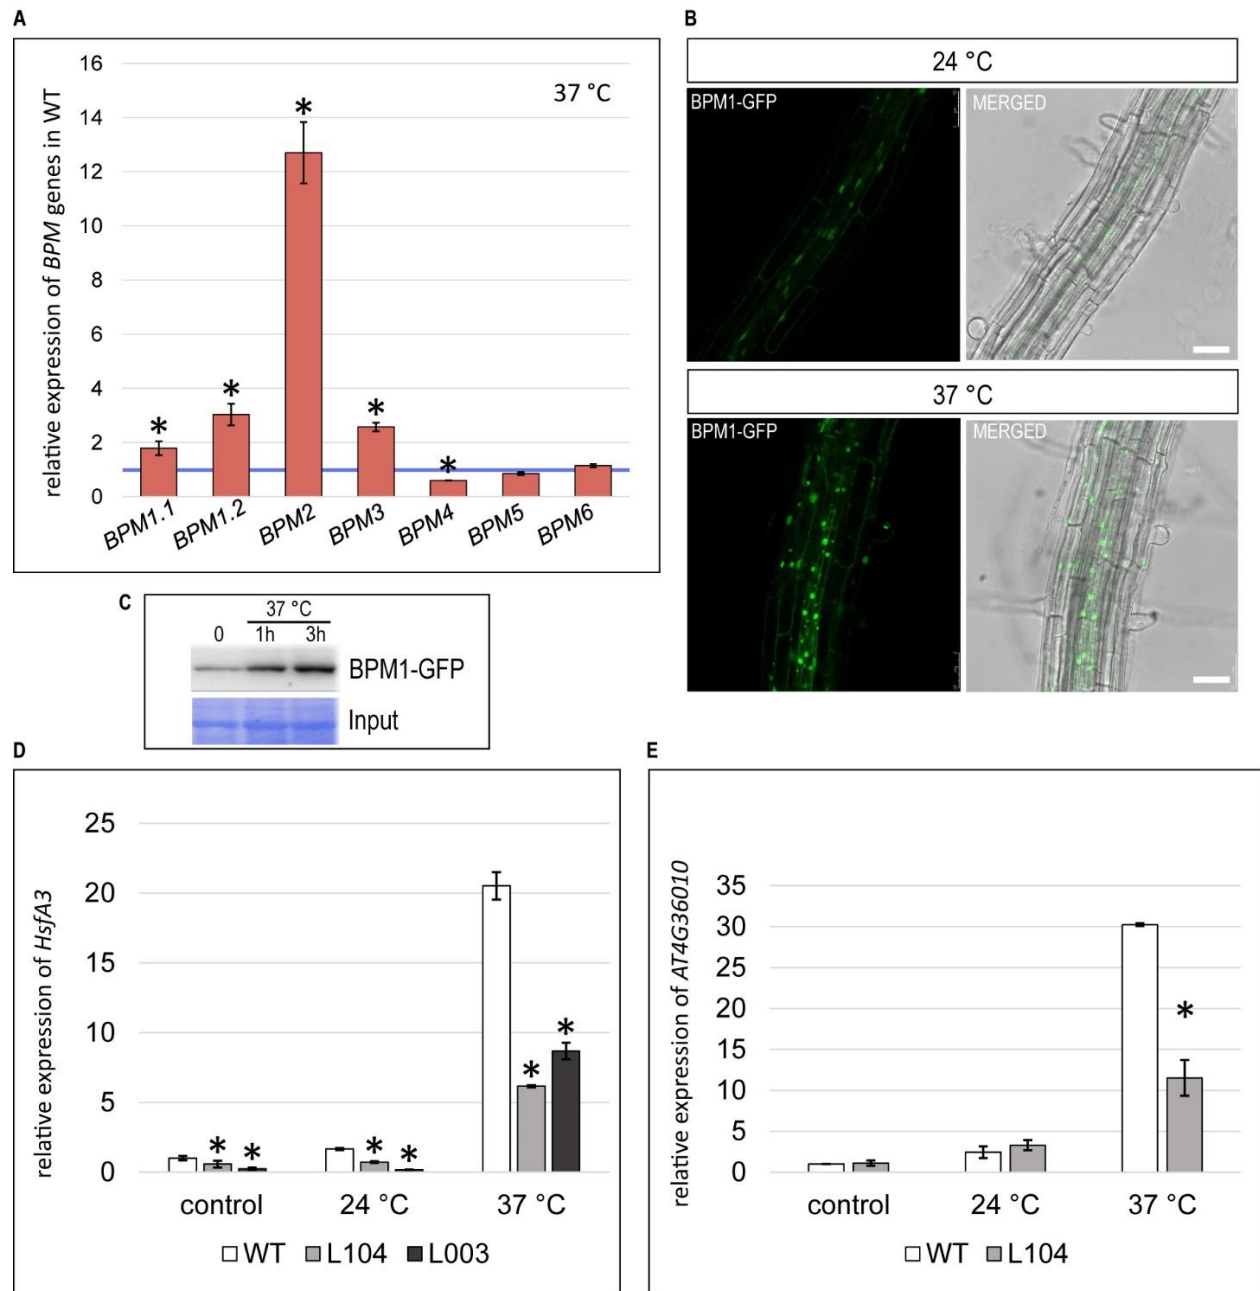 A
relative expression of BPM genes in WT
16
14
12
10
8
6
4
2
0
37 °C
*
*
*
*
*
BPM1.1
BPM1.2
BPM2
BPM3
BPM4
BPM5
BPM6
B
24 °C
BPM1-GFP
MERGED
37 °C
BPM1-GFP
MERGED
C
37 °C
0 1h 3h
BPM1-GFP
Input
D
relative expression of HsfA3
25
20
15
10
5
0
* *
* *
* *
control 24 °C 37 °C
WT L104 L003
E
relative expression of AT4G36010
35
30
25
20
15
10
5
0
*
control 24 °C 37 °C
WT L104